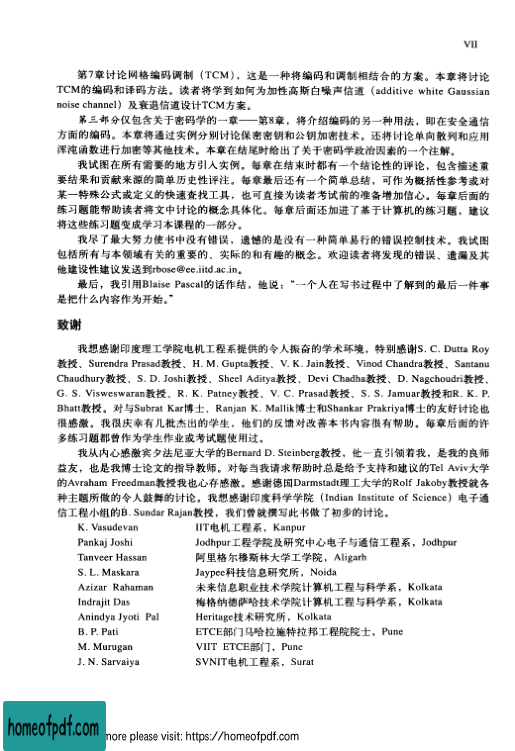 VII
第7章讨论网格编码调制（TCM），这是一种将编码和调制相结合的方案。本章将讨论
TCM的编码和译码方法。读者将学到如何为加性高斯白噪声信道（additive white Gaussian
noise channel）及衰退信道设计TCM方案。
第三部分仅包含关于密码学的一章——第8章，将介绍编码的另一种用法，即在安全通信
方面的编码。本章将通过实例分别讨论保密密钥和公钥加密技术。还将讨论单向散列和应用
浑沌函数进行加密等其他技术。本章在结尾时给出了关于密码学政治因素的一个注解。
我试图在所有需要的地方引入实例。每章在结束时都有一个结论性的评论，包含描述重
要结果和贡献来源的简单历史性评注。每章最后还有一个简单总结，可作为概括性参考或对
某一特殊公式或定义的快速查找工具，也可直接为读者考试前的准备增加信心。每章后面的
练习题能帮助读者将文中讨论的概念具体化。每章后面还加进了基于计算机的练习题，建议
将这些练习题变成学习本课程的一部分。
我尽了最大努力使书中没有错误，遗憾的是没有一种简单易行的错误控制技术。我试图
包括所有与本领域有关的重要的、实际的和有趣的概念。欢迎读者将发现的错误、遗漏及其
他建设性建议发送到rbose@ee.iitd.ac.in。
最后，我引用Blaise Pascal的话作结，他说：“一个人在写书过程中了解到的最后一件事
是把什么内容作为开始。”
致谢
我想感谢印度理工学院电机工程系提供的令人振奋的学术环境，特别感谢S. C. Dutta Roy
教授、Surendra Prasad教授、H. M. Gupta教授、V. K. Jain教授、Vinod Chandra教授、Santanu
Chaudhury教授、S. D. Joshi教授、Sheel Aditya教授、Devi Chadha教授、D. Nagchoudri教授、
G. S. Visweswaran教授、R. K. Patney教授、V. C. Prasad教授、S. S. Jamuar教授和R. K. P.
Bhatt教授。对与Subrat Kar博士、Ranjan K. Mallik博士和Shankar Prakriya博士的友好讨论也
很感激。我很庆幸有几批杰出的学生，他们的反馈对改善本书内容很有帮助。每章后面的许
多练习题都曾作为学生作业或考试题使用过。
我从内心感激宾夕法尼亚大学的Bernard D. Steinberg教授，他一直引领着我，是我的良师
益友，也是我博士论文的指导教师。对每当我请求帮助时总是给予支持和建议的Tel Aviv大学
的Avraham Freedman教授我也心存感激。感谢德国Darmstadt理工大学的Rolf Jakoby教授就各
种主题所做的令人鼓舞的讨论。我想感谢印度科学学院（Indian Institute of Science）电子通
信工程小组的B. Sundar Rajan教授，我们曾就撰写此书做了初步的讨论。
K. Vasudevan IIT电机工程系，Kanpur
Pankaj Joshi Jodhpur工程学院及研究中心电子与通信工程系，Jodhpur
Tanveer Hassan 阿里格尔穆斯林大学工学院，Aligarh
S. L. Maskara Jaypee科技信息研究所，Noida
Azizar Rahaman 未来信息职业技术学院计算机工程与科学系，Kolkata
Indrajit Das 梅格纳德萨哈技术学院计算机工程与科学系，Kolkata
Anindya Jyoti Pal Heritage技术研究所，Kolkata
B. P. Pati ETCE部门马哈拉施特拉邦工程院院士，Pune
M. Murugan VIIT ETCE部门，Pune
J. N. Sarvaiya SVNIT电机工程系，Surat
homeofpdf.com
more please visit: https://homeofpdf.com